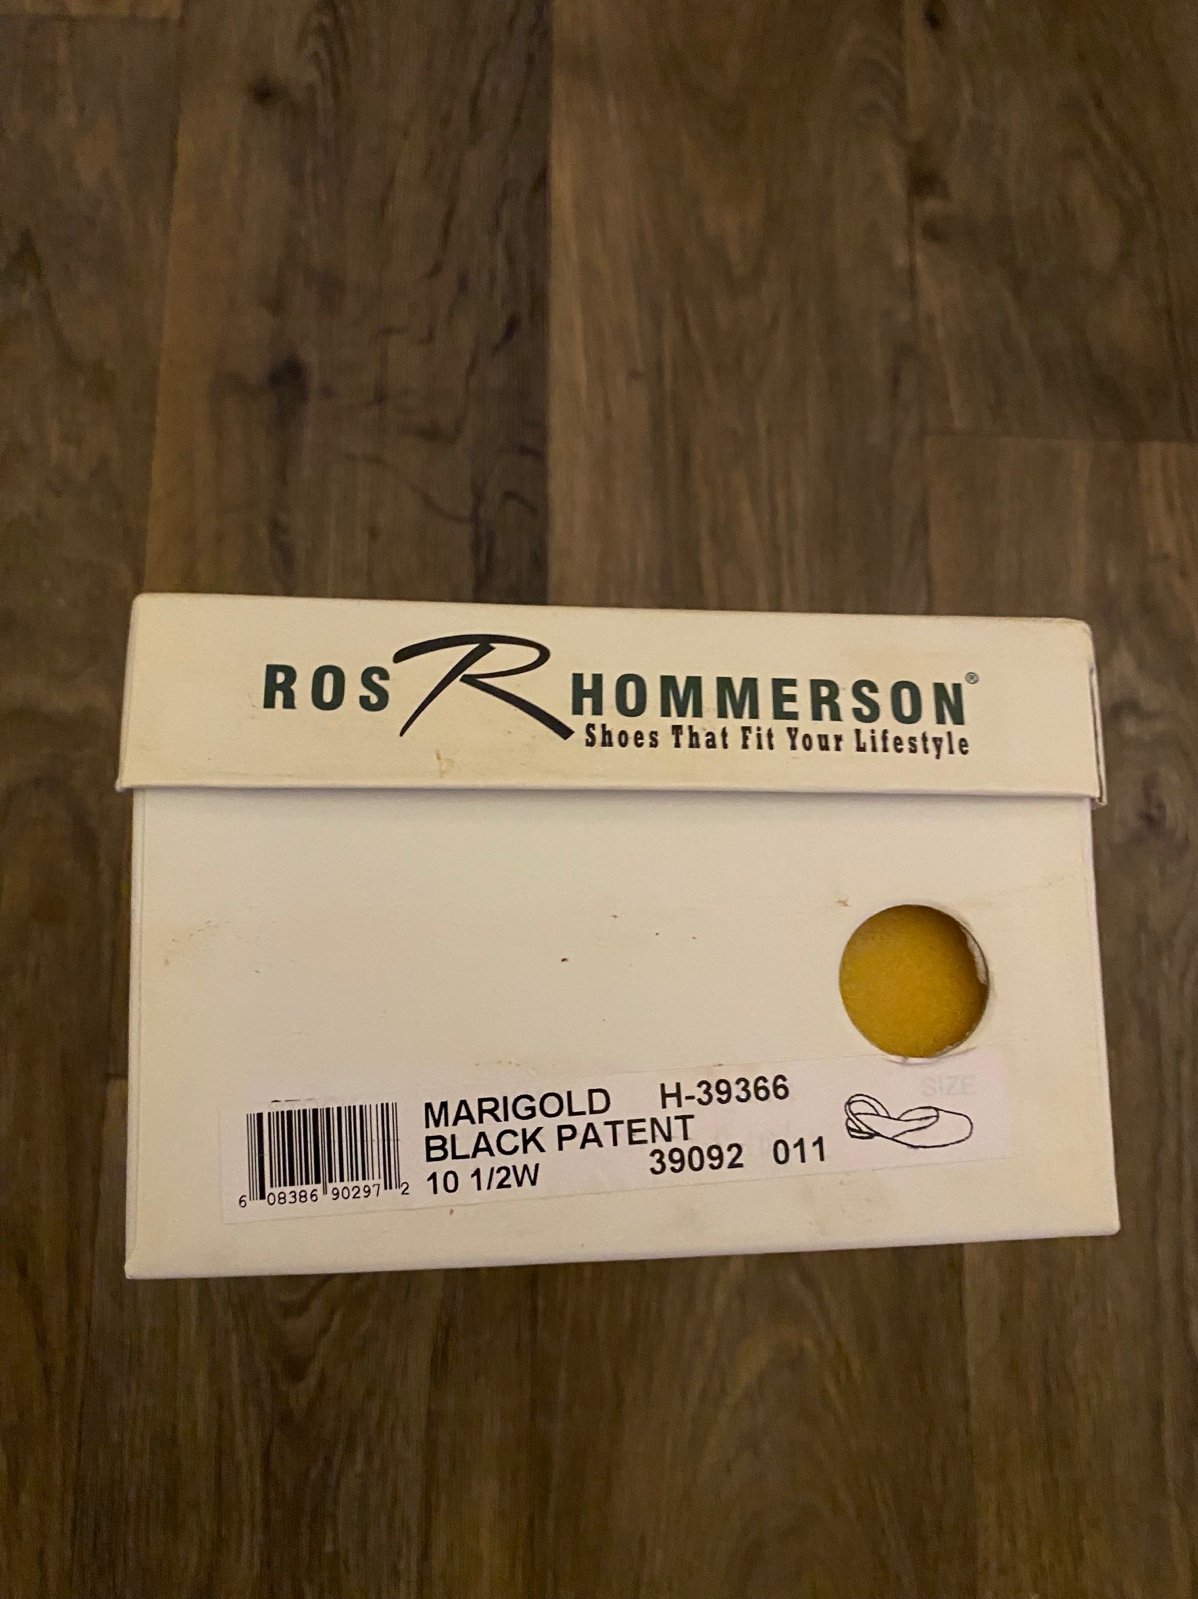 ROS HOMMERSON®
Shoes That Fit Your Lifestyle
SIZE
MARIGOLD H-39366
BLACK PATENT
10 1/2W 39092 011
6 08386 90297 2